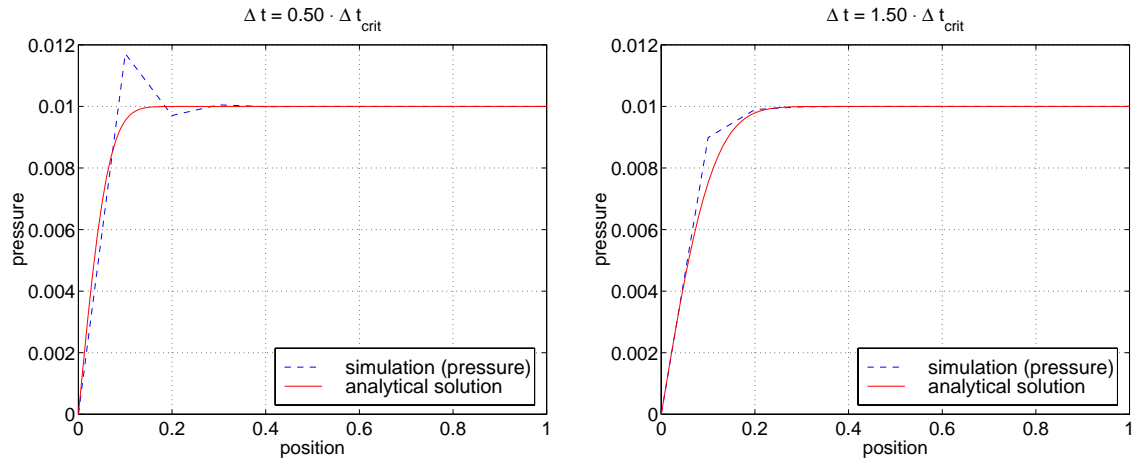 Δ t = 0.50 · Δ t_crit
0.012
0.01
0.008
0.006
0.004
0.002
0
pressure
0
0.2
0.4
0.6
0.8
1
position
simulation (pressure)
analytical solution
Δ t = 1.50 · Δ t_crit
0.012
0.01
0.008
0.006
0.004
0.002
0
pressure
0
0.2
0.4
0.6
0.8
1
position
simulation (pressure)
analytical solution